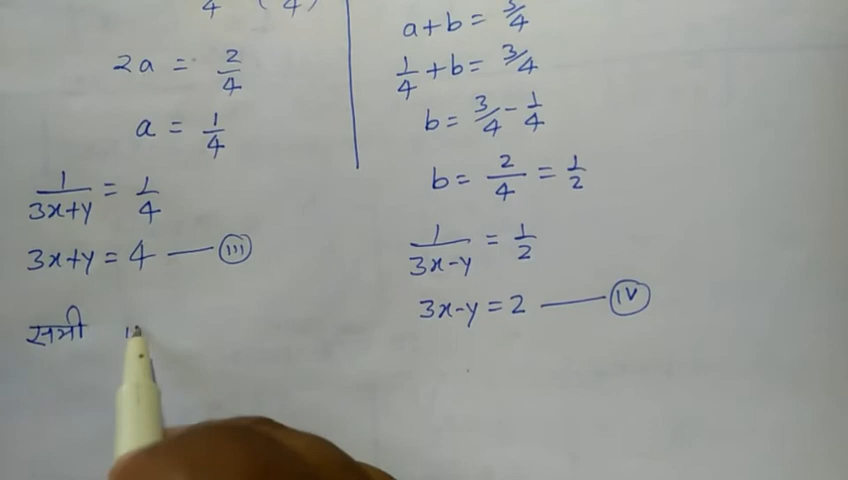 2a = 2/4
a = 1/4
1/(3x+y) = 1/4
3x+y = 4 — (III)
सभी
a+b = 3/4
1/4 + b = 3/4
b = 3/4 - 1/4
b = 2/4 = 1/2
1/(3x-y) = 1/2
3x-y = 2 — (IV)